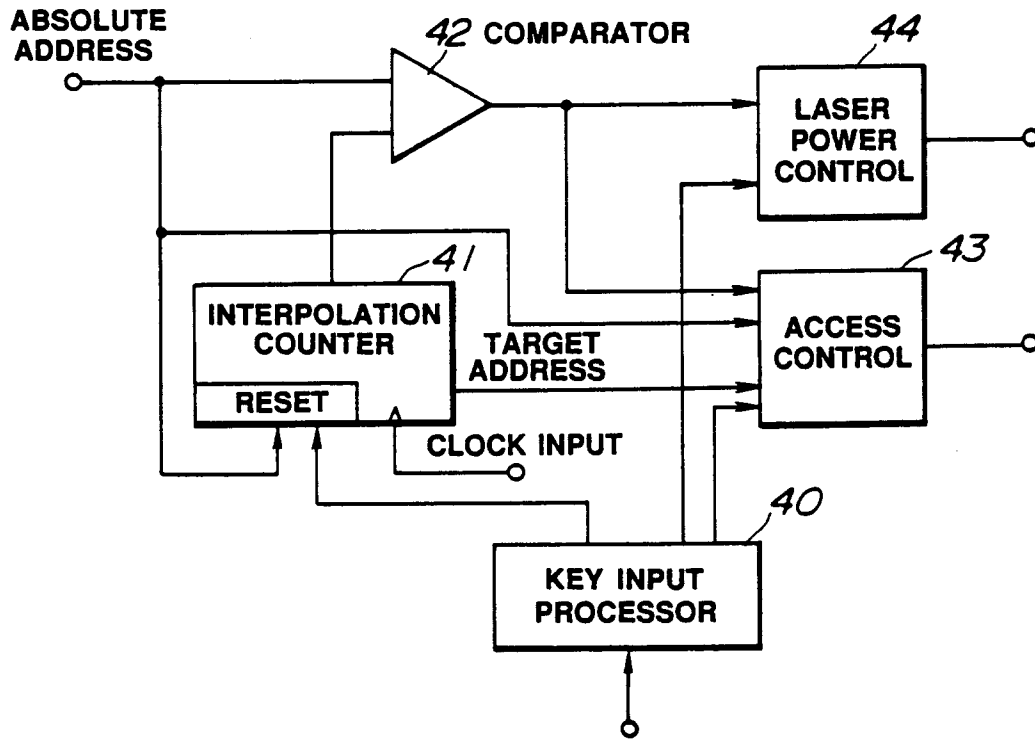 ABSOLUTE
ADDRESS
42 COMPARATOR
44
LASER
POWER
CONTROL
41
INTERPOLATION
COUNTER
RESET
TARGET
ADDRESS
43
ACCESS
CONTROL
CLOCK INPUT
40
KEY INPUT
PROCESSOR